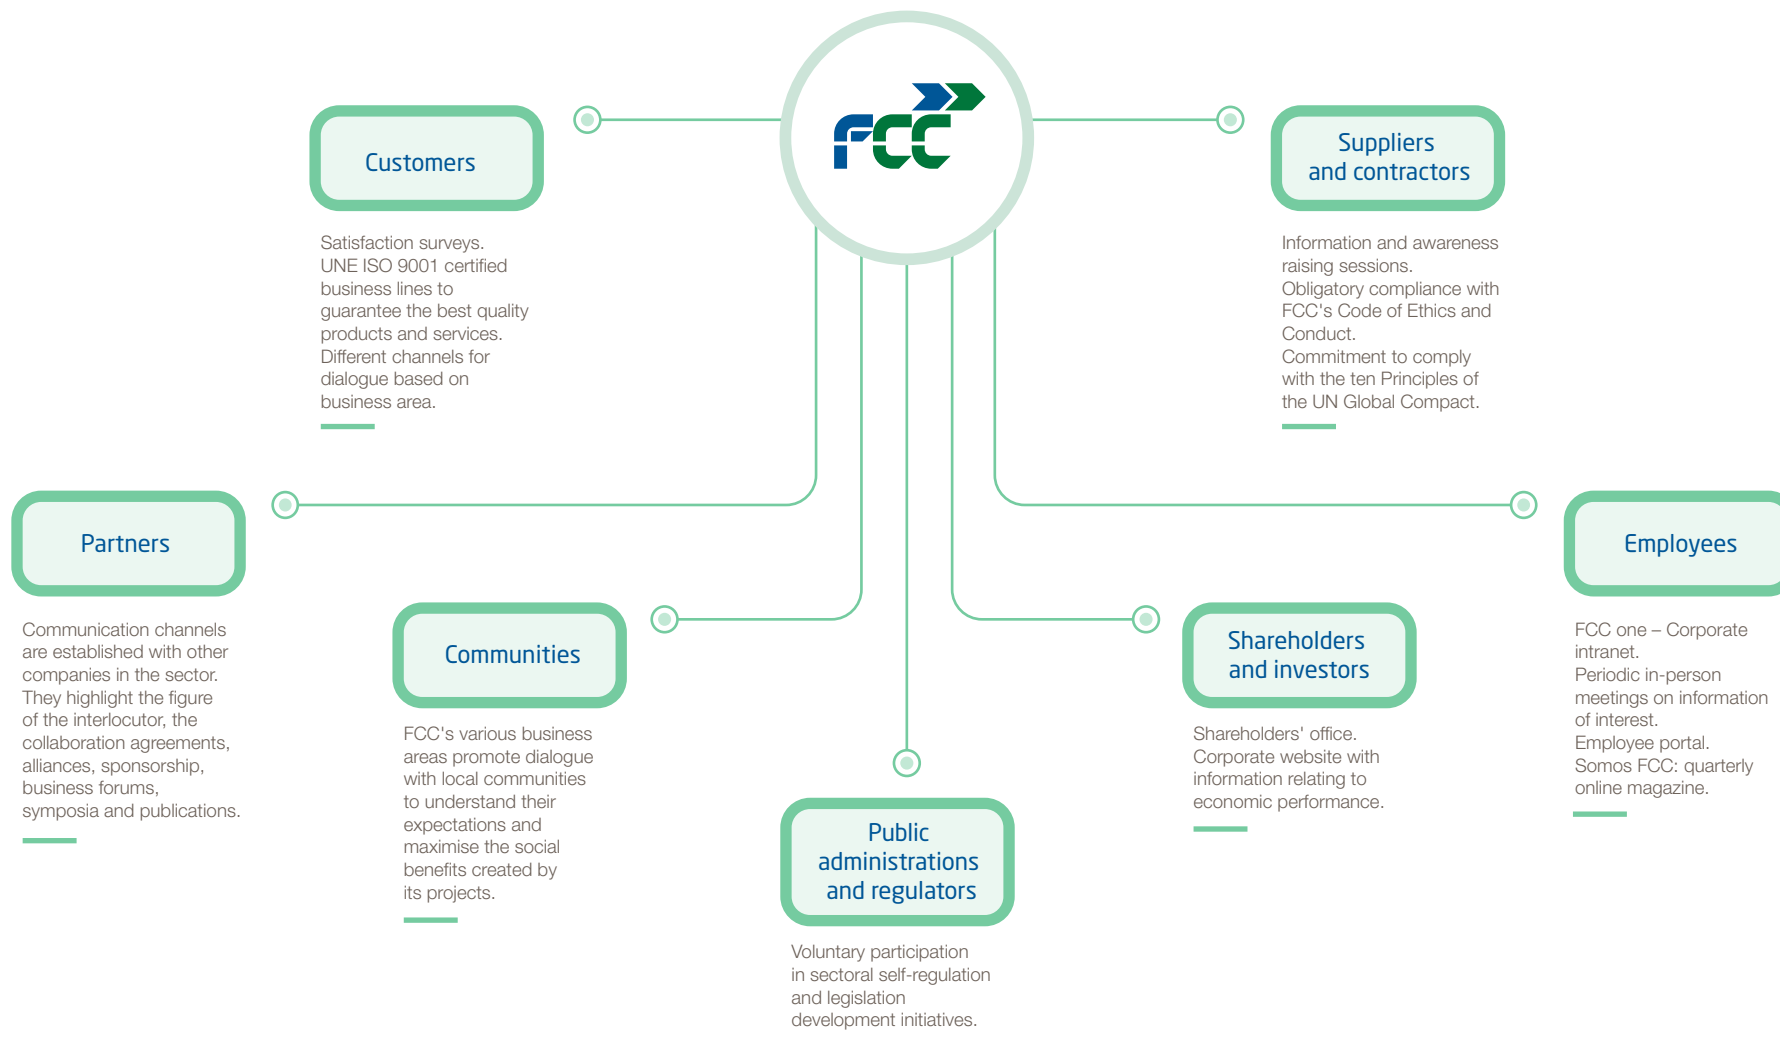 FCC
Customers
Satisfaction surveys.
UNE ISO 9001 certified
business lines to
guarantee the best quality
products and services.
Different channels for
dialogue based on
business area.
Suppliers
and contractors
Information and awareness
raising sessions.
Obligatory compliance with
FCC's Code of Ethics and
Conduct.
Commitment to comply
with the ten Principles of
the UN Global Compact.
Partners
Communication channels
are established with other
companies in the sector.
They highlight the figure
of the interlocutor, the
collaboration agreements,
alliances, sponsorship,
business forums,
symposia and publications.
Communities
FCC's various business
areas promote dialogue
with local communities
to understand their
expectations and
maximise the social
benefits created by
its projects.
Public
administrations
and regulators
Voluntary participation
in sectoral self-regulation
and legislation
development initiatives.
Shareholders
and investors
Shareholders' office.
Corporate website with
information relating to
economic performance.
Employees
FCC one – Corporate
intranet.
Periodic in-person
meetings on information
of interest.
Employee portal.
Somos FCC: quarterly
online magazine.